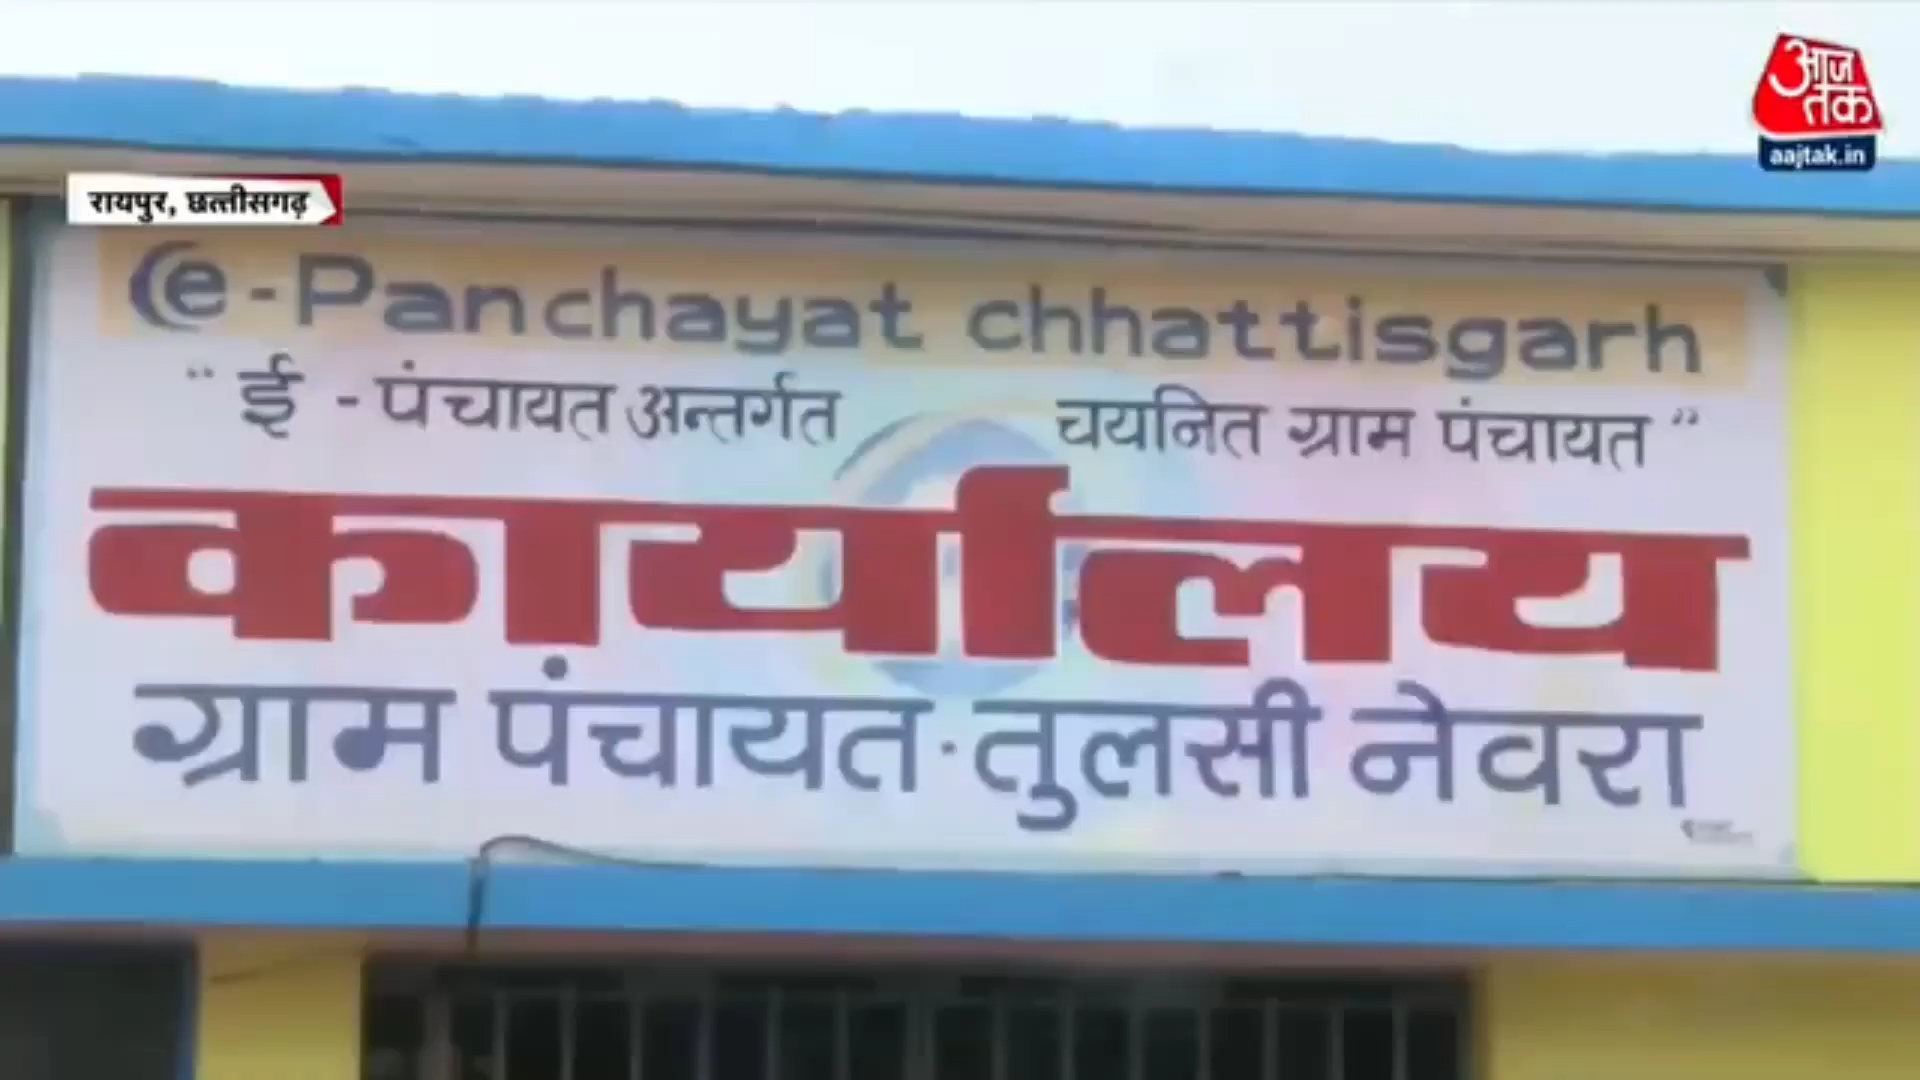 आज
तक
aajtak.in
रायपुर, छत्तीसगढ़
e-Panchayat chhattisgarh
“ ई - पंचायत अन्तर्गत चयनित ग्राम पंचायत ”
कार्यालय
ग्राम पंचायत · तुलसी नेवरा